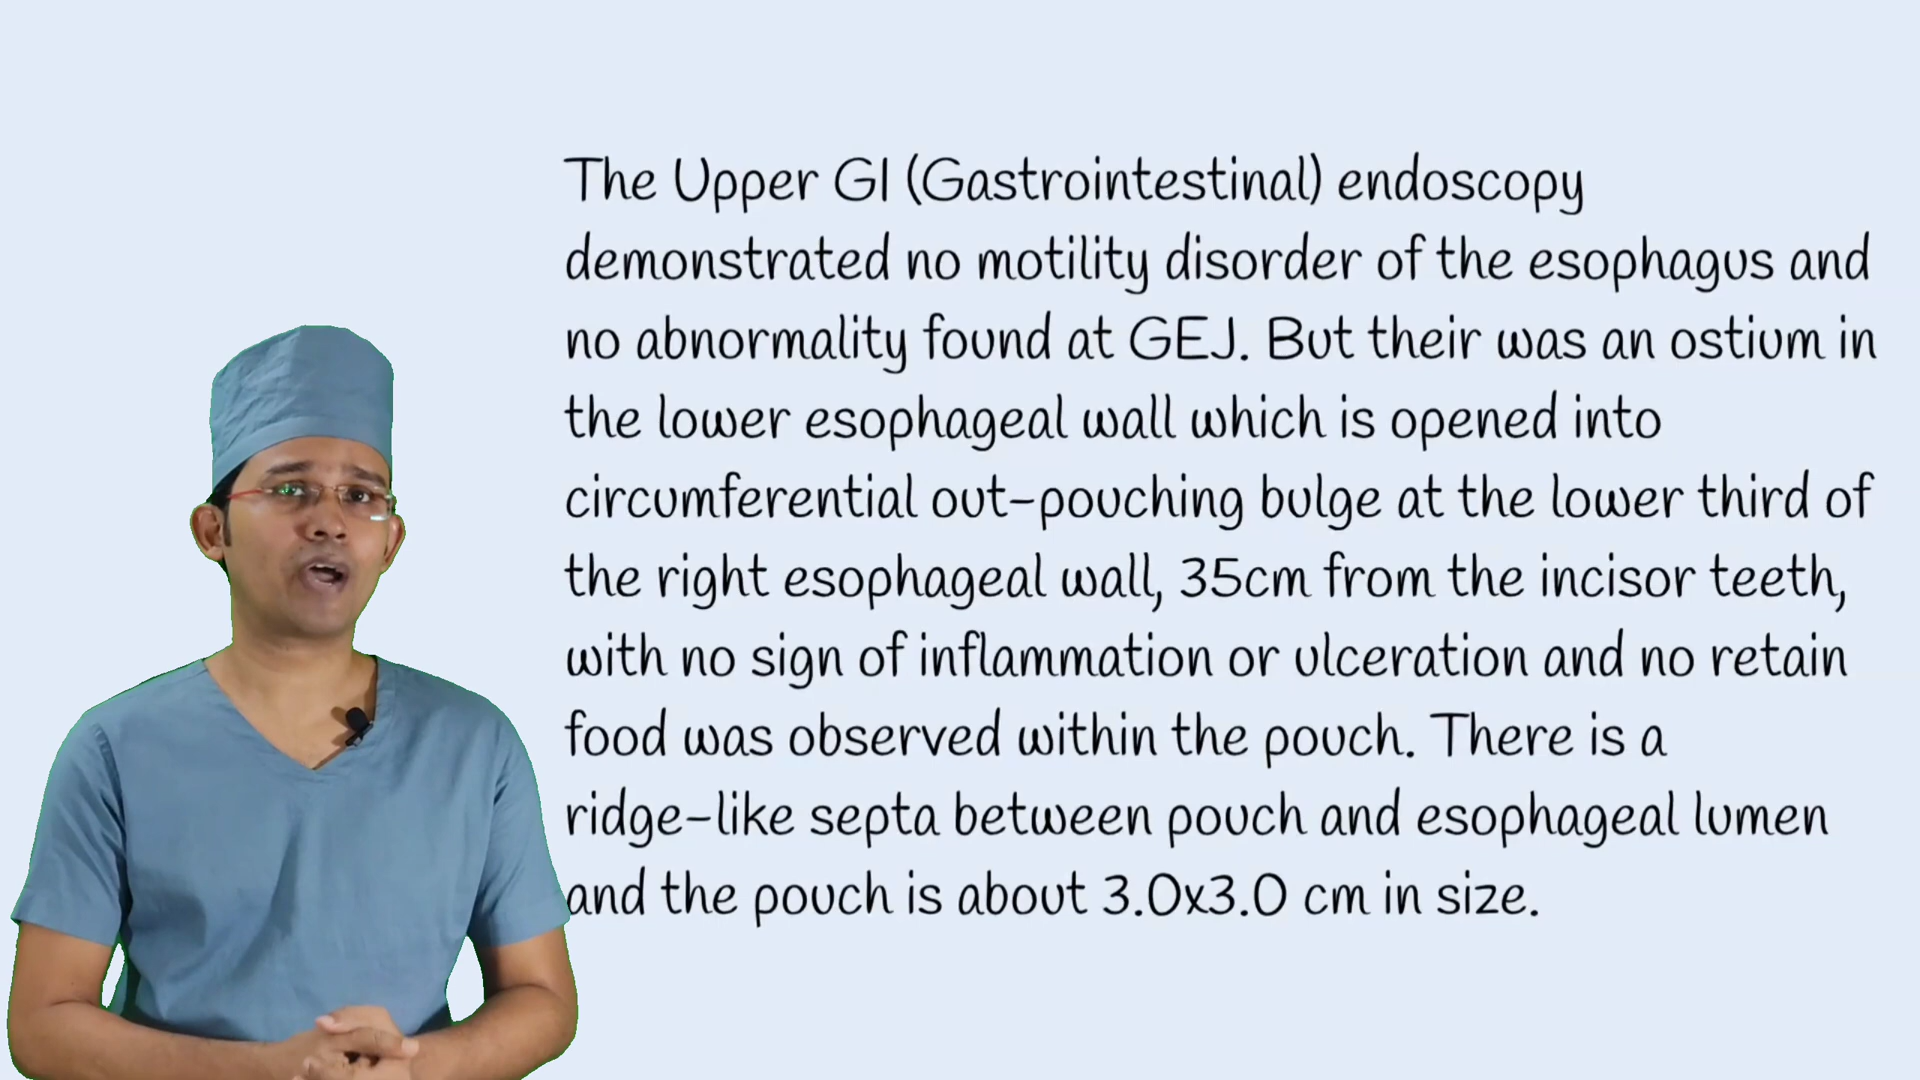 The Upper GI (Gastrointestinal) endoscopy
demonstrated no motility disorder of the esophagus and
no abnormality found at GEJ. But their was an ostium in
the lower esophageal wall which is opened into
circumferential out-pouching bulge at the lower third of
the right esophageal wall, 35cm from the incisor teeth,
with no sign of inflammation or ulceration and no retain
food was observed within the pouch. There is a
ridge-like septa between pouch and esophageal lumen
and the pouch is about 3.0x3.0 cm in size.